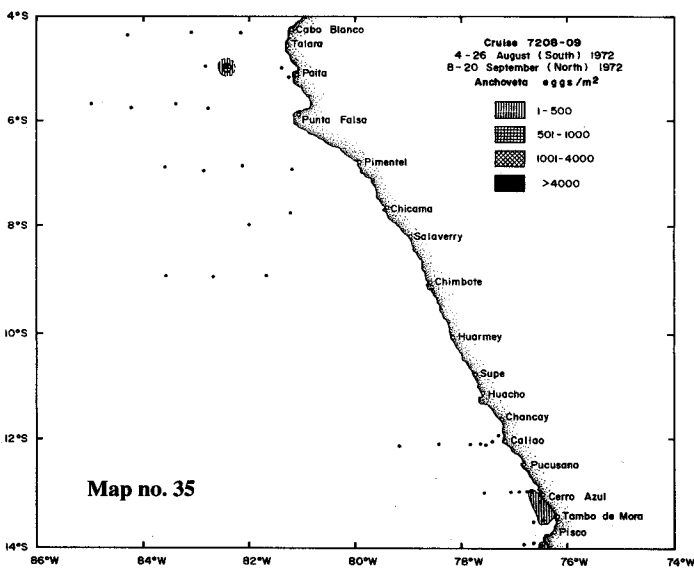 4°S
Cabo Blanco
Talara
Paita
Cruise 7208-09
4-26 August (South) 1972
8-20 September (North) 1972
Anchoveta eggs/m²
1-500
501-1000
1001-4000
>4000
6°S
Punta Falsa
Pimentel
Chicama
8°S
Salaverry
Chimbote
10°S
Huarmey
Supe
Huacho
Chancay
12°S
Callao
Pucusana
Map no. 35
Cerro Azul
Tambo de Mora
Pisco
14°S
86°W
84°W
82°W
80°W
78°W
76°W
74°W